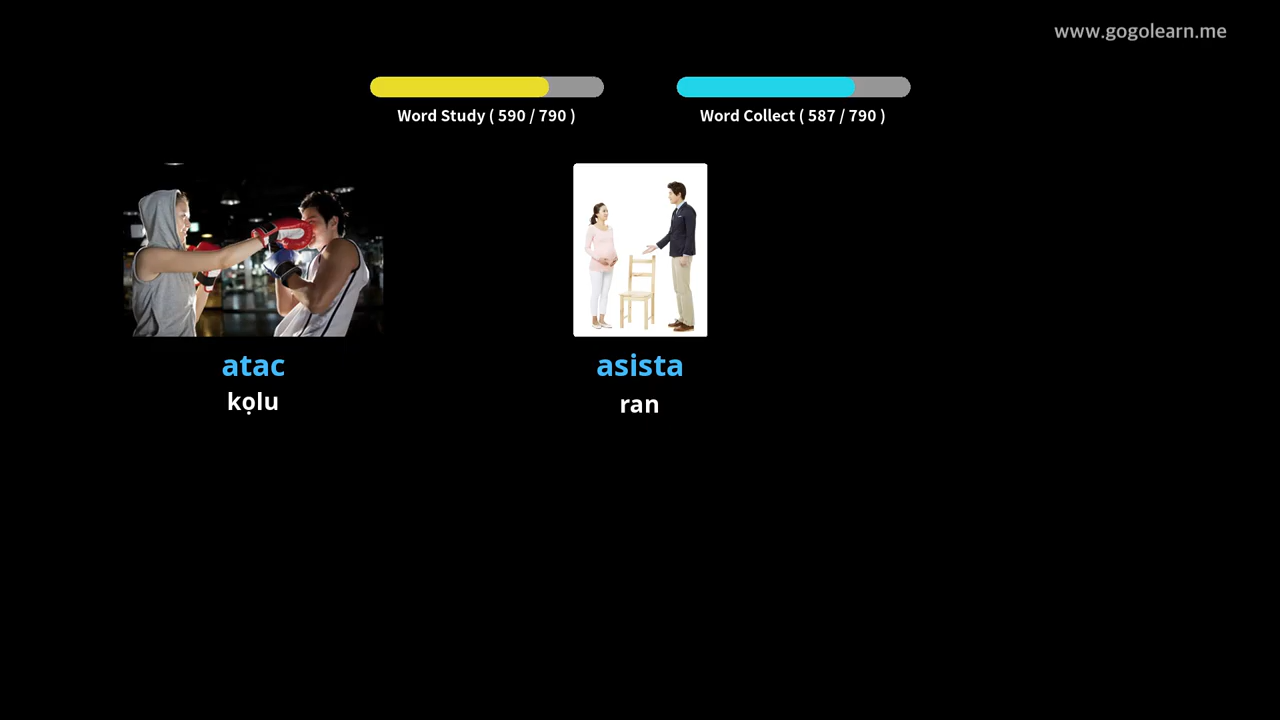 www.gogolearn.me
Word Study ( 590 / 790 )
Word Collect ( 587 / 790 )
atac
kọlu
asista
ran